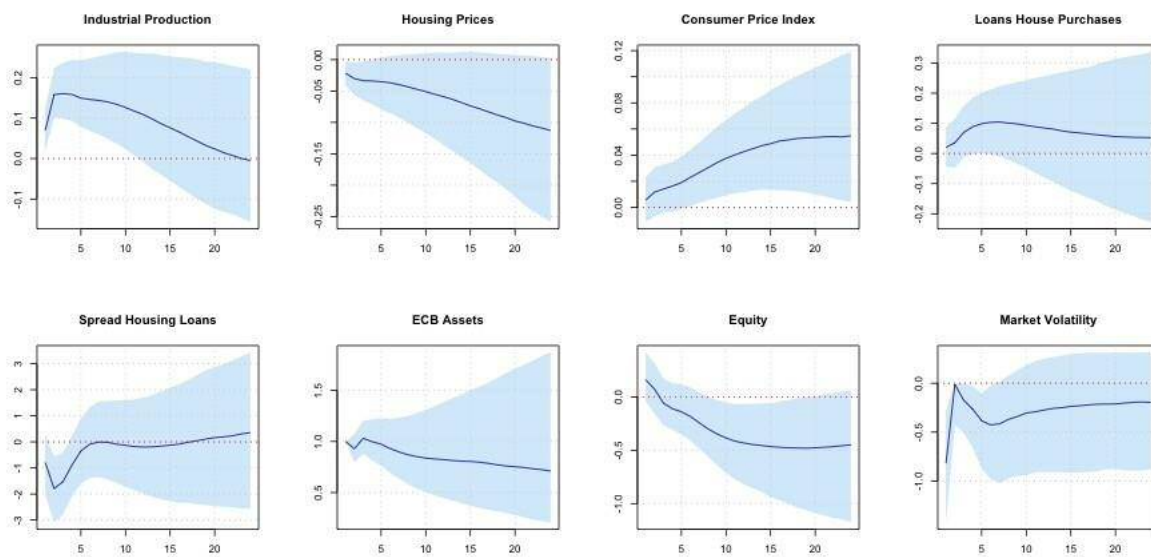 Industrial Production
Housing Prices
Consumer Price Index
Loans House Purchases
0.2
0.1
0.0
-0.1
5 10 15 20
0.00
-0.05
-0.15
-0.25
5 10 15 20
0.12
0.08
0.04
0.00
5 10 15 20
0.3
0.2
0.1
0.0
-0.1
-0.2
5 10 15 20
Spread Housing Loans
ECB Assets
Equity
Market Volatility
3
2
1
0
-1
-2
-3
5 10 15 20
1.5
1.0
0.5
5 10 15 20
0.0
-0.5
-1.0
5 10 15 20
0.0
-0.5
-1.0
5 10 15 20